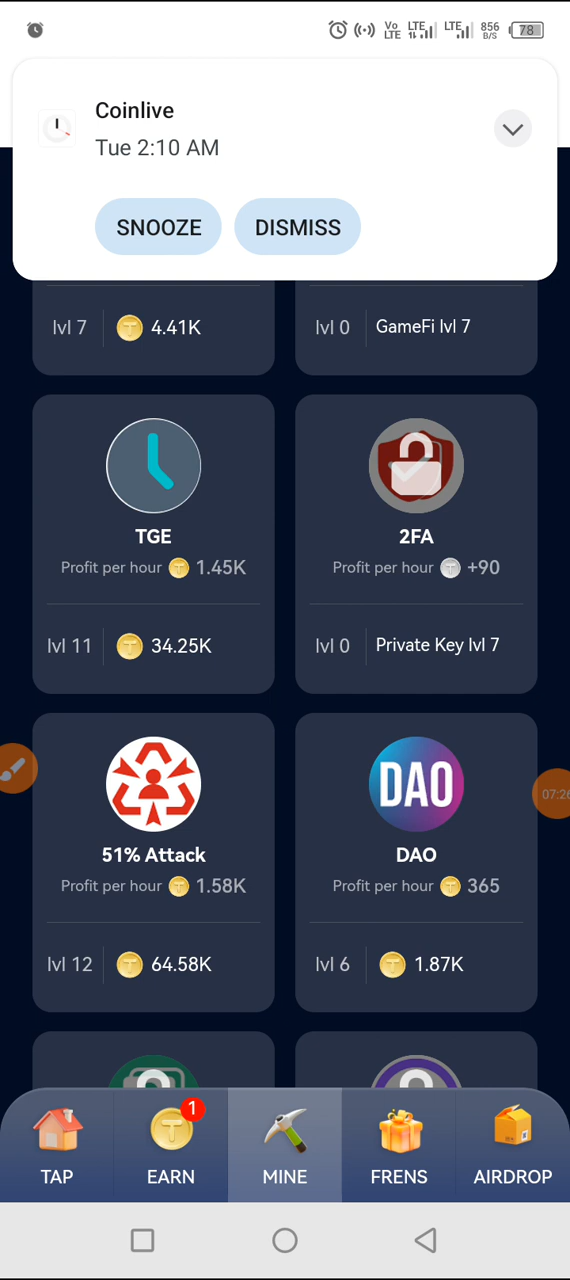 Vo LTE LTE LTE 856 B/S 78
Coinlive
Tue 2:10 AM
SNOOZE DISMISS
lvl 7 4.41K lvl 0 GameFi lvl 7
TGE 2FA
Profit per hour 1.45K Profit per hour +90
lvl 11 34.25K lvl 0 Private Key lvl 7
07:26
DAO
51% Attack DAO
Profit per hour 1.58K Profit per hour 365
lvl 12 64.58K lvl 6 1.87K
1
TAP EARN MINE FRENS AIRDROP